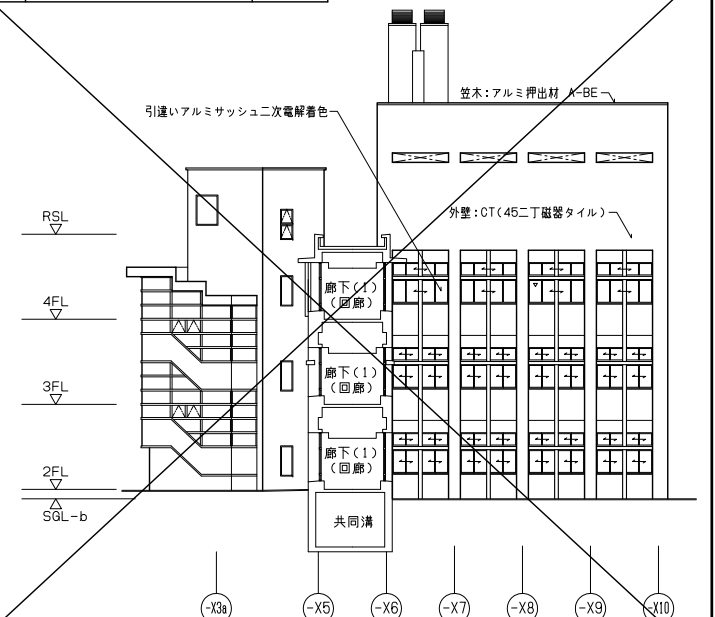 笠木:アルミ押出材 A-BE
引違いアルミサッシュ二次電解着色
外壁:CT(45二丁磁器タイル)
RSL
4FL
3FL
2FL
SGL-b
廊下(1)
(回廊)
廊下(1)
(回廊)
廊下(1)
(回廊)
共同溝
-X3a
-X5
-X6
-X7
-X8
-X9
-X10